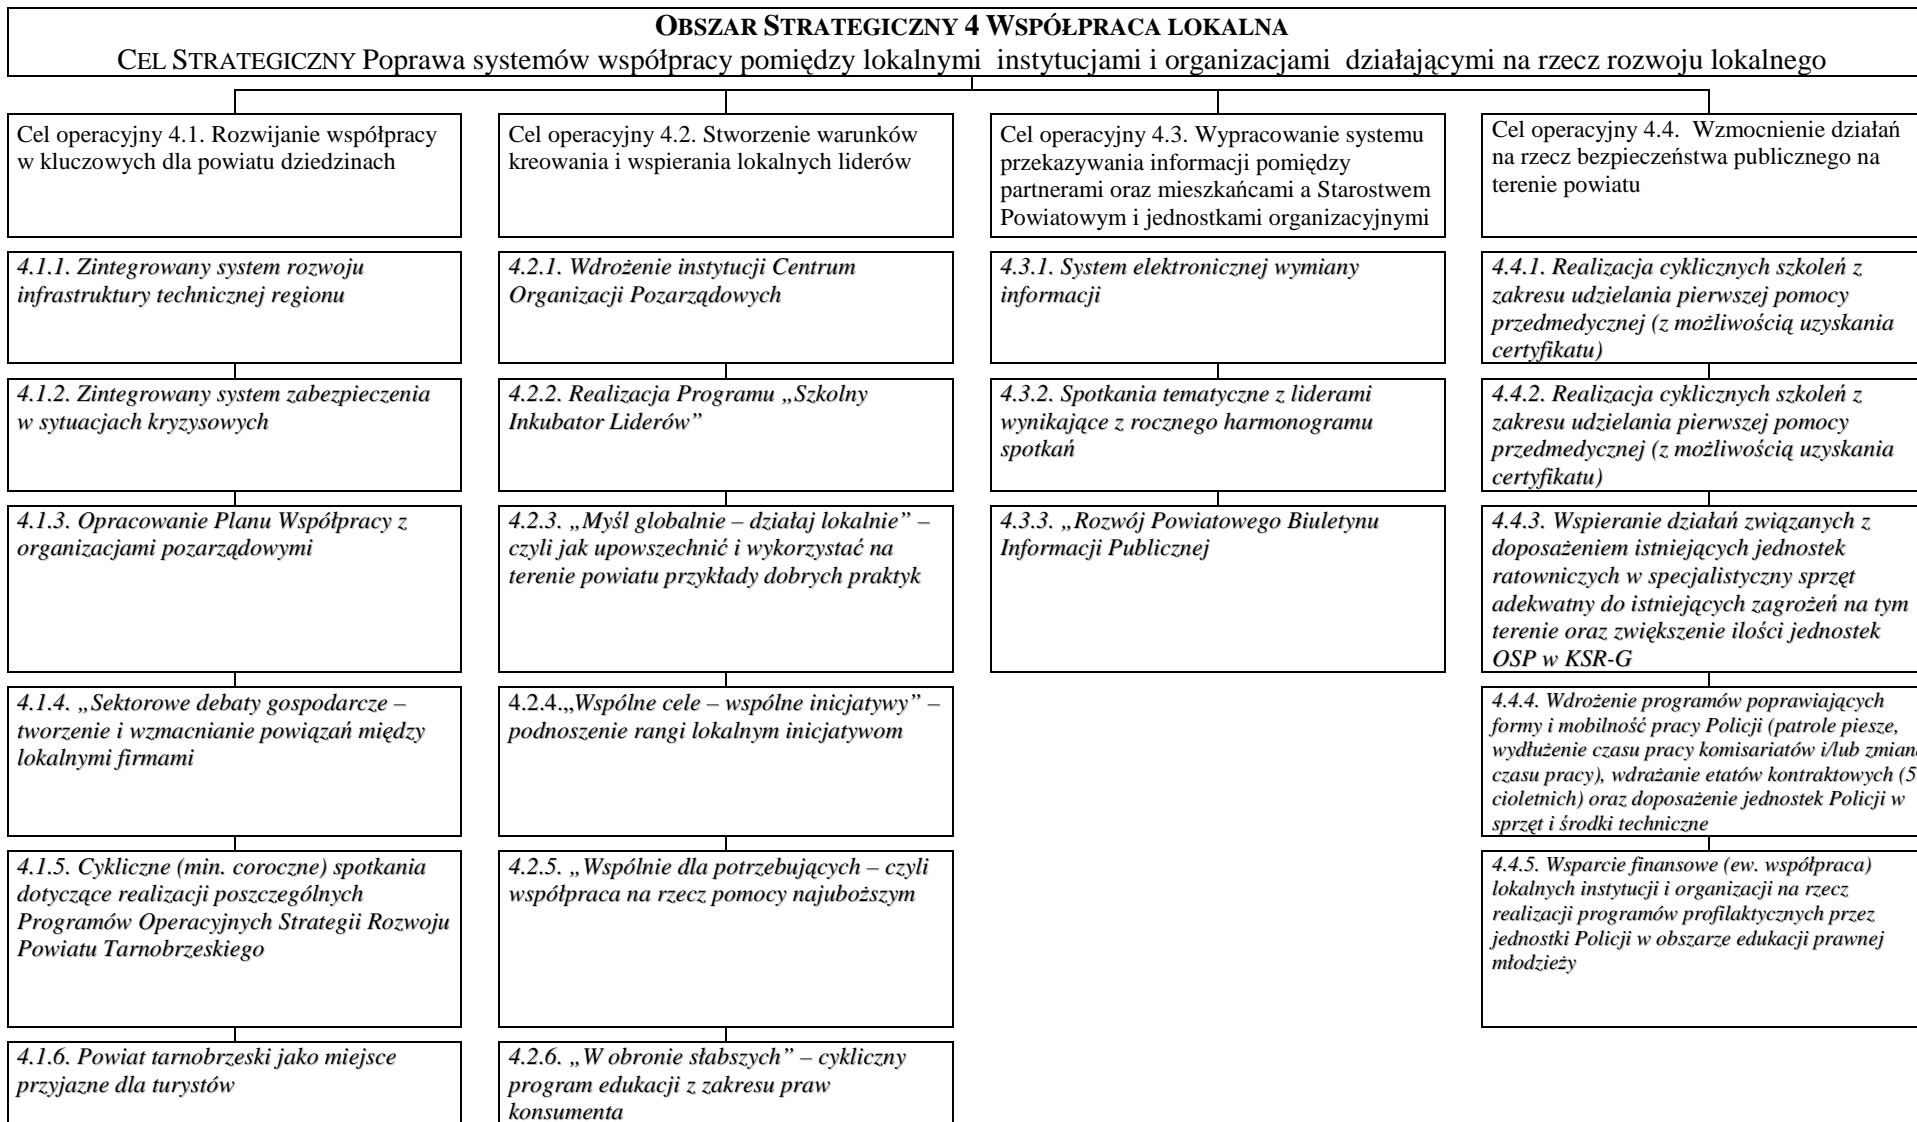 OBSZAR STRATEGICZNY 4 WSPÓŁPRACA LOKALNA
CEL STRATEGICZNY Poprawa systemów współpracy pomiędzy lokalnymi instytucjami i organizacjami działającymi na rzecz rozwoju lokalnego
Cel operacyjny 4.1. Rozwijanie współpracy
w kluczowych dla powiatu dziedzinach
4.1.1. Zintegrowany system rozwoju
infrastruktury technicznej regionu
4.1.2. Zintegrowany system zabezpieczenia
w sytuacjach kryzysowych
4.1.3. Opracowanie Planu Współpracy z
organizacjami pozarządowymi
4.1.4. „Sektorowe debaty gospodarcze –
tworzenie i wzmacnianie powiązań między
lokalnymi firmami
4.1.5. Cykliczne (min. coroczne) spotkania
dotyczące realizacji poszczególnych
Programów Operacyjnych Strategii Rozwoju
Powiatu Tarnobrzeskiego
4.1.6. Powiat tarnobrzeski jako miejsce
przyjazne dla turystów
Cel operacyjny 4.2. Stworzenie warunków
kreowania i wspierania lokalnych liderów
4.2.1. Wdrożenie instytucji Centrum
Organizacji Pozarządowych
4.2.2. Realizacja Programu „Szkolny
Inkubator Liderów”
4.2.3. „Myśl globalnie – działaj lokalnie” –
czyli jak upowszechnić i wykorzystać na
terenie powiatu przykłady dobrych praktyk
4.2.4.„Wspólne cele – wspólne inicjatywy” –
podnoszenie rangi lokalnym inicjatywom
4.2.5. „Wspólnie dla potrzebujących – czyli
współpraca na rzecz pomocy najuboższym
4.2.6. „W obronie słabszych” – cykliczny
program edukacji z zakresu praw
konsumenta
Cel operacyjny 4.3. Wypracowanie systemu
przekazywania informacji pomiędzy
partnerami oraz mieszkańcami a Starostwem
Powiatowym i jednostkami organizacyjnymi
4.3.1. System elektronicznej wymiany
informacji
4.3.2. Spotkania tematyczne z liderami
wynikające z rocznego harmonogramu
spotkań
4.3.3. „Rozwój Powiatowego Biuletynu
Informacji Publicznej
Cel operacyjny 4.4. Wzmocnienie działań
na rzecz bezpieczeństwa publicznego na
terenie powiatu
4.4.1. Realizacja cyklicznych szkoleń z
zakresu udzielania pierwszej pomocy
przedmedycznej (z możliwością uzyskania
certyfikatu)
4.4.2. Realizacja cyklicznych szkoleń z
zakresu udzielania pierwszej pomocy
przedmedycznej (z możliwością uzyskania
certyfikatu)
4.4.3. Wspieranie działań związanych z
doposażeniem istniejących jednostek
ratowniczych w specjalistyczny sprzęt
adekwatny do istniejących zagrożeń na tym
terenie oraz zwiększenie ilości jednostek
OSP w KSR-G
4.4.4. Wdrożenie programów poprawiających
formy i mobilność pracy Policji (patrole piesze,
wydłużenie czasu pracy komisariatów i/lub
czasu pracy), wdrażanie etatów kontraktowych (5
cioletnich) oraz doposażenie jednostek Policji w
sprzęt i środki techniczne
4.4.5. Wsparcie finansowe (ew. współpraca)
lokalnych instytucji i organizacji na rzecz
realizacji programów profilaktycznych przez
jednostki Policji w obszarze edukacji prawnej
młodzieży